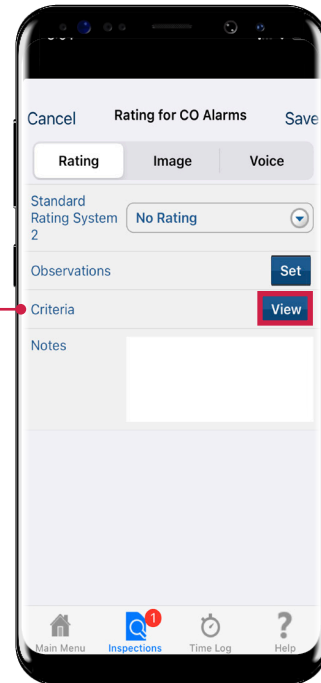 Cancel Rating for CO Alarms Save
Rating Image Voice
Standard
Rating System
2
No Rating
Observations Set
Criteria View
Notes
1
Main Menu Inspections Time Log Help